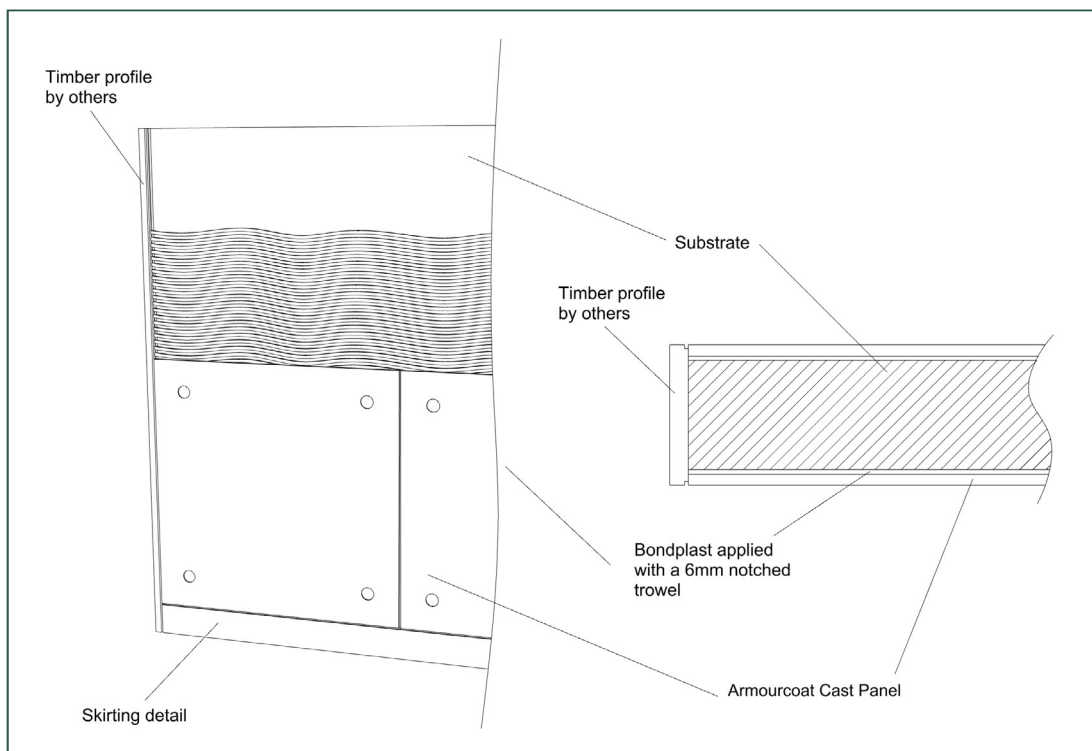 Timber profile
by others
Substrate
Timber profile
by others
Bondplast applied
with a 6mm notched
trowel
Armourcoat Cast Panel
Skirting detail